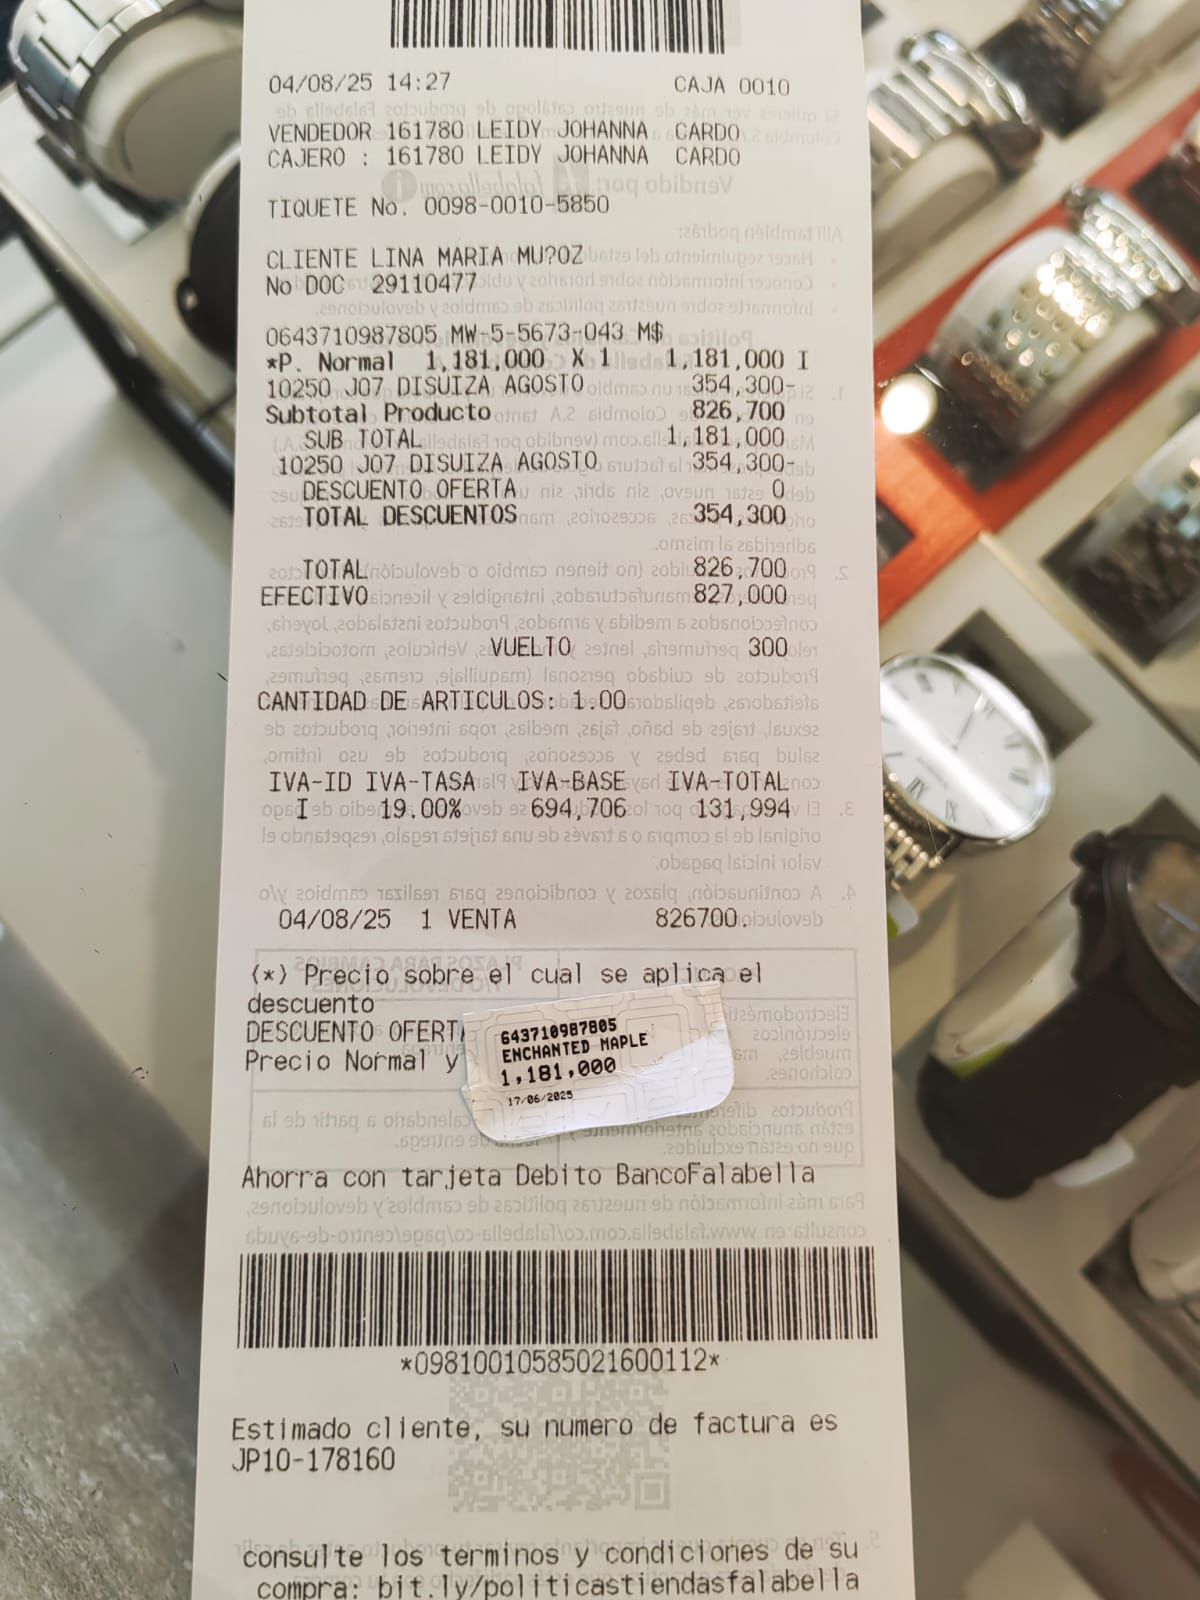 04/08/25 14:27 CAJA 0010
VENDEDOR 161780 LEIDY JOHANNA CARDO
CAJERO : 161780 LEIDY JOHANNA CARDO
TIQUETE No. 0098-0010-5850
CLIENTE LINA MARIA MU?OZ
No DOC 29110477
0643710987805 MW-5-5673-043 M$
*P. Normal 1,181,000 X 1 1,181,000 I
10250 J07 DISUIZA AGOSTO 354,300-
Subtotal Producto 826,700
SUB TOTAL 1,181,000
10250 J07 DISUIZA AGOSTO 354,300-
DESCUENTO OFERTA 0
TOTAL DESCUENTOS 354,300
TOTAL 826,700
EFECTIVO 827,000
VUELTO 300
CANTIDAD DE ARTICULOS: 1.00
IVA-ID IVA-TASA IVA-BASE IVA-TOTAL
I 19.00% 694,706 131,994
04/08/25 1 VENTA 826700.
(*) Precio sobre el cual se aplica el
descuento
DESCUENTO OFERT
Precio Normal y
643710987805
ENCHANTED MAPLE
1,181,000
17/06/2025
Ahorra con tarjeta Debito BancoFalabella
*09810010585021600112*
Estimado cliente, su numero de factura es
JP10-178160
consulte los terminos y condiciones de su
compra: bit.ly/politicastiendasfalabella